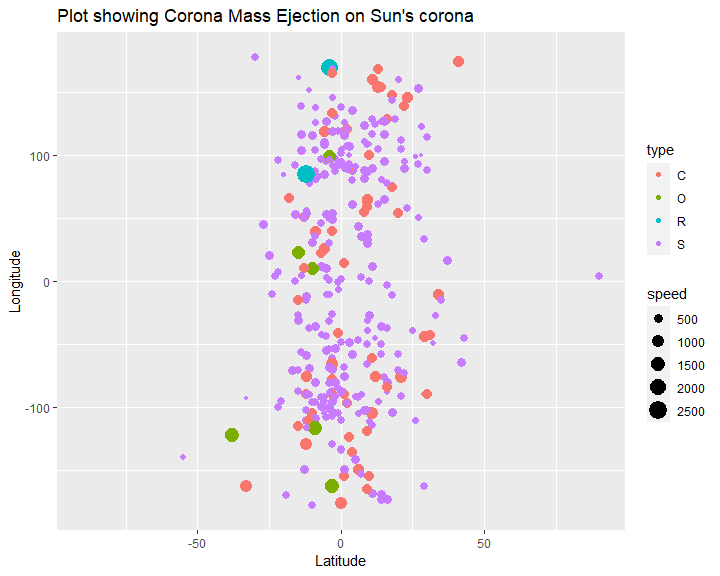 Plot showing Corona Mass Ejection on Sun's corona
Longitude
100
0
-100
-50
0
50
Latitude
type
C
O
R
S
speed
500
1000
1500
2000
2500